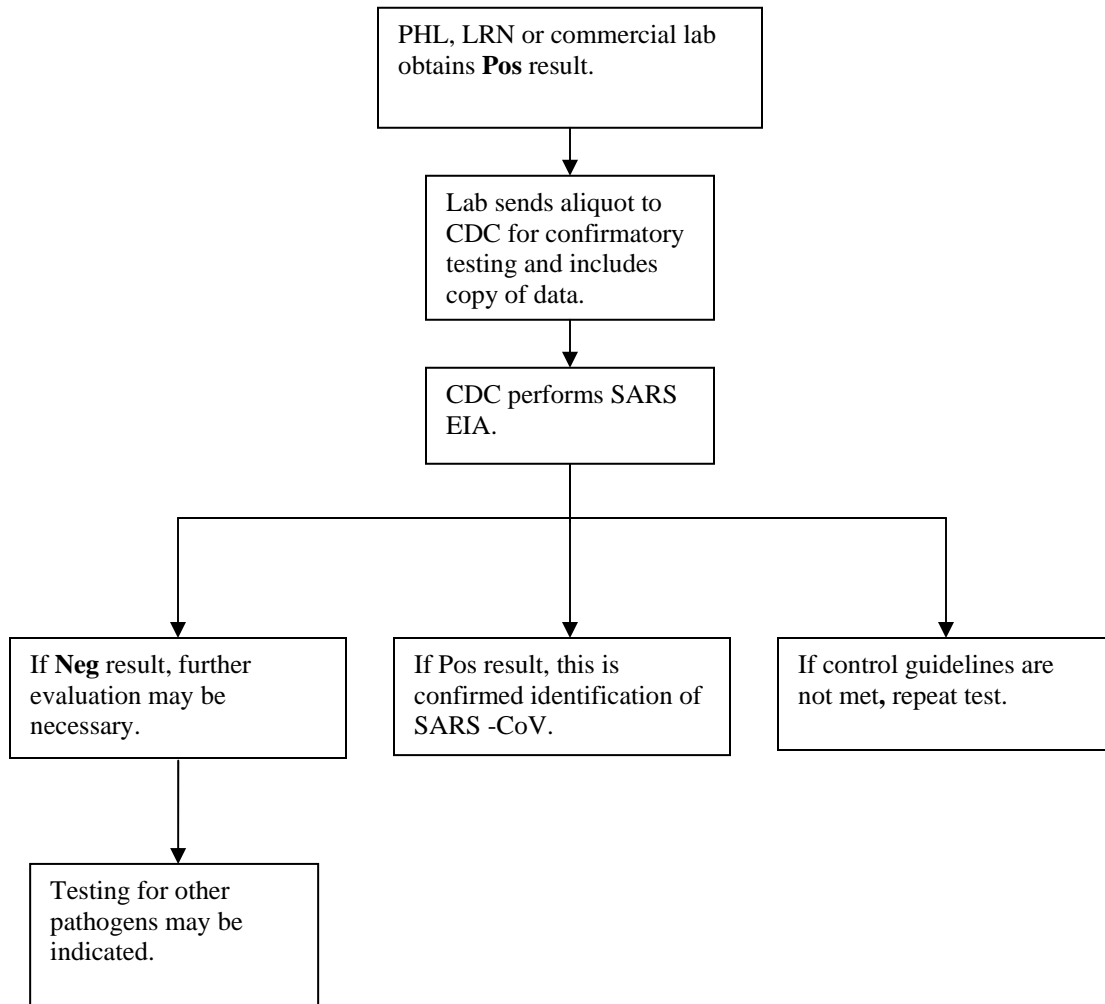 PHL, LRN or commercial lab
obtains Pos result.
Lab sends aliquot to
CDC for confirmatory
testing and includes
copy of data.
CDC performs SARS
EIA.
If Neg result, further
evaluation may be
necessary.
If Pos result, this is
confirmed identification of
SARS -CoV.
If control guidelines are
not met, repeat test.
Testing for other
pathogens may be
indicated.